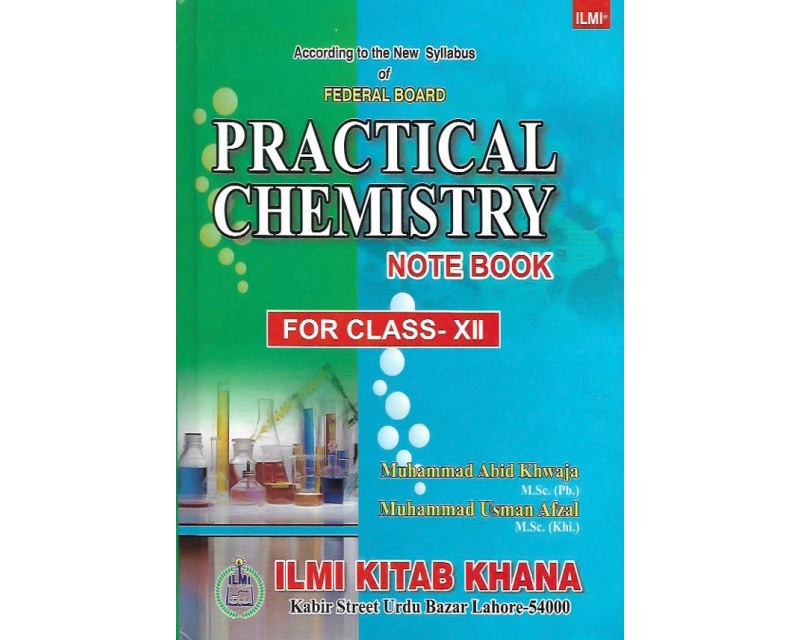 ILMI®
According to the New Syllabus
of
FEDERAL BOARD
PRACTICAL
CHEMISTRY
NOTE BOOK
FOR CLASS- XII
Muhammad Abid Khwaja
M.Sc. (Pb.)
Muhammad Usman Afzal
M.Sc. (Khi.)
ILMI
ILMI KITAB KHANA
Kabir Street Urdu Bazar Lahore-54000